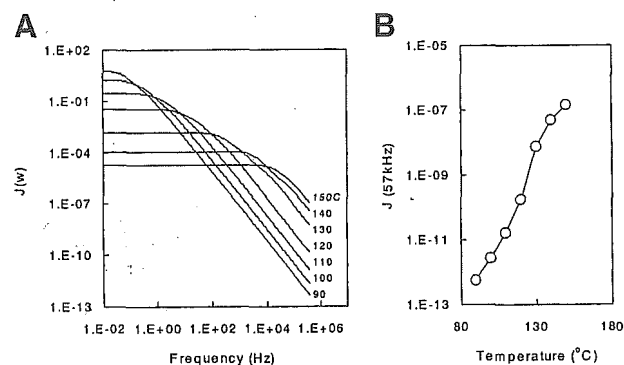 A
1.E+02
1.E-01
1.E-04
1.E-07
1.E-10
1.E-13
J(w)
150C
140
130
120
110
100
90
1.E-02 1.E+00 1.E+02 1.E+04 1.E+06
Frequency (Hz)
B
1.E-05
1.E-07
1.E-09
1.E-11
1.E-13
J (57kHz)
80 130 180
Temperature (°C)